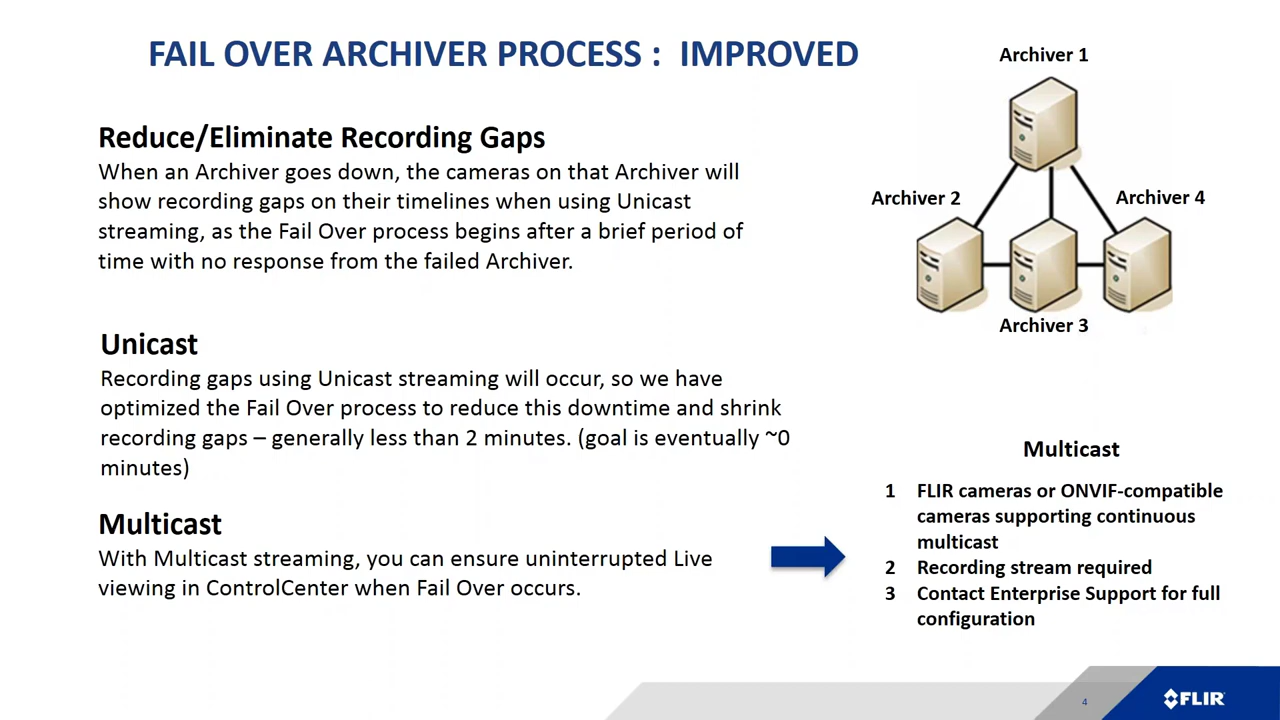 FAIL OVER ARCHIVER PROCESS : IMPROVED
Reduce/Eliminate Recording Gaps
When an Archiver goes down, the cameras on that Archiver will
show recording gaps on their timelines when using Unicast
streaming, as the Fail Over process begins after a brief period of
time with no response from the failed Archiver.
Unicast
Recording gaps using Unicast streaming will occur, so we have
optimized the Fail Over process to reduce this downtime and shrink
recording gaps – generally less than 2 minutes. (goal is eventually ~0
minutes)
Multicast
With Multicast streaming, you can ensure uninterrupted Live
viewing in ControlCenter when Fail Over occurs.
Archiver 1
Archiver 2
Archiver 4
Archiver 3
Multicast
1 FLIR cameras or ONVIF-compatible
cameras supporting continuous
multicast
2 Recording stream required
3 Contact Enterprise Support for full
configuration
4
FLIR